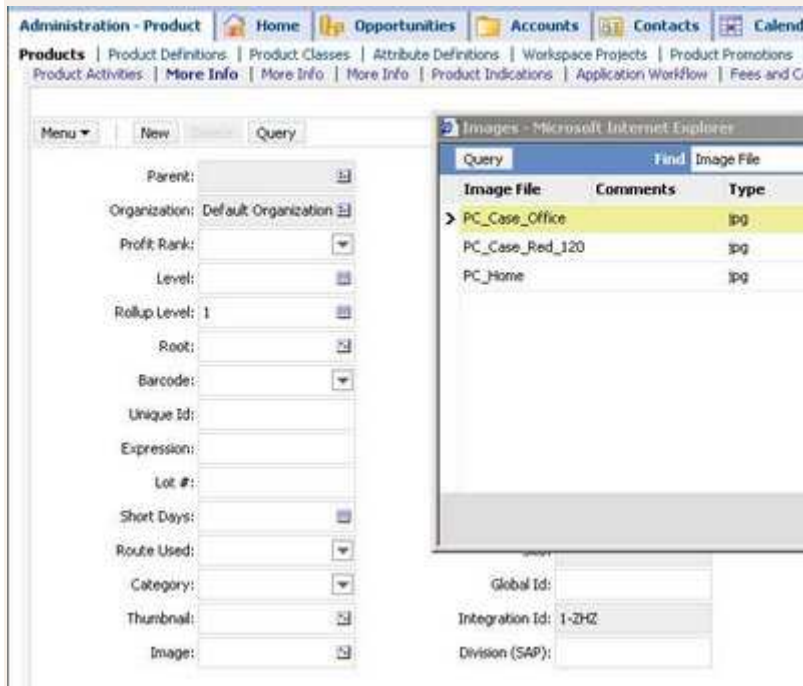 Administration - Product Home Opportunities Accounts Contacts Calend
Products | Product Definitions | Product Classes | Attribute Definitions | Workspace Projects | Product Promotions
Product Activities | More Info | More Info | More Info | Product Indications | Application Workflow | Fees and C
Menu New Query
Images - Microsoft Internet Explorer
Query Find Image File
Image File Comments Type
PC_Case_Office jpg
PC_Case_Red_120 jpg
PC_Home jpg
Parent:
Organization: Default Organization
Profit Rank:
Level:
Rollup Level: 1
Root:
Barcode:
Unique Id:
Expression:
Lot #:
Short Days:
Route Used:
Category:
Thumbnail:
Image:
Global Id:
Integration Id: 1-ZHZ
Division (SAP):